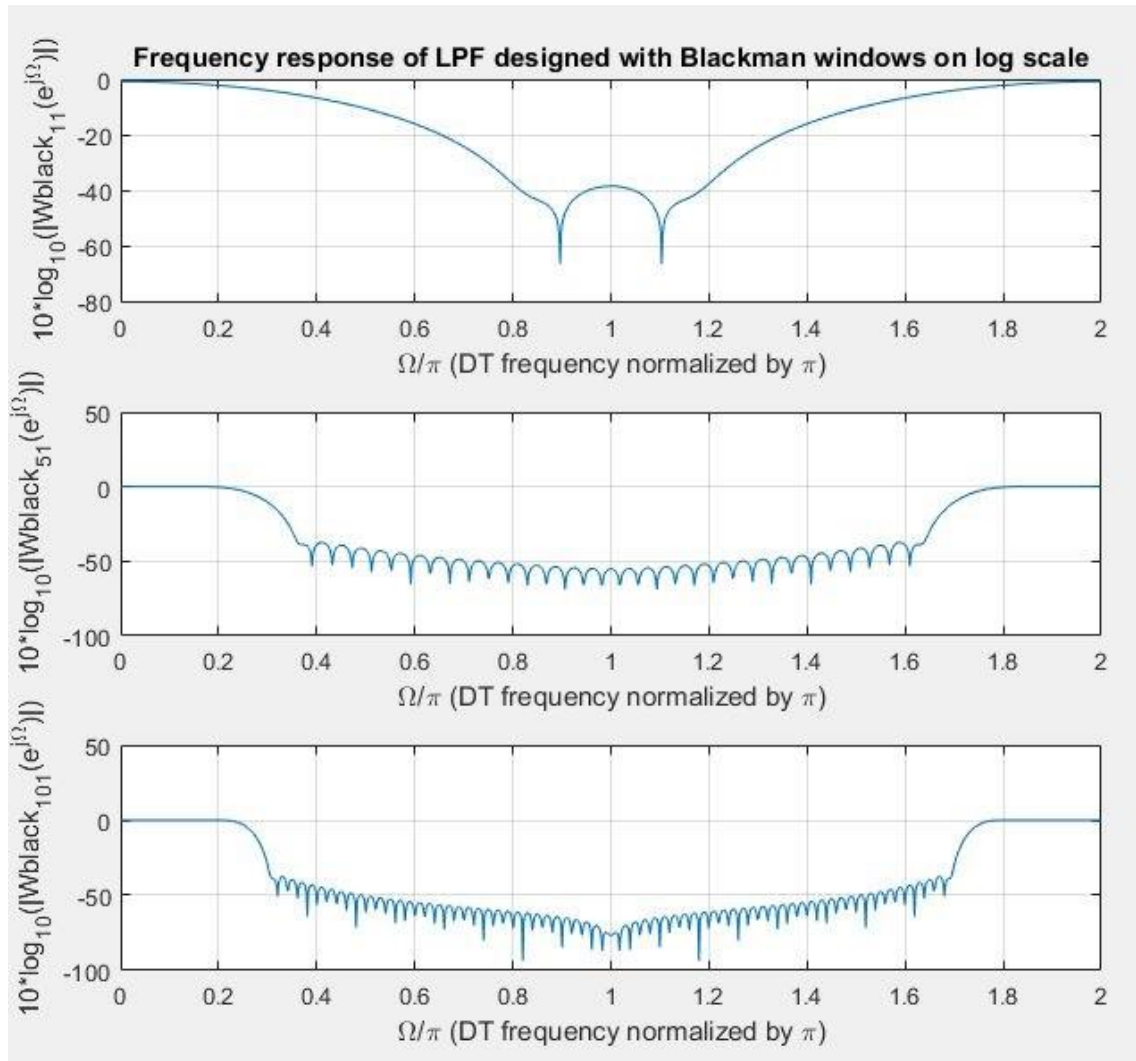 Frequency response of LPF designed with Blackman windows on log scale
10*log10(|Wblack11(e^jΩ)|)
0
-20
-40
-60
-80
0 0.2 0.4 0.6 0.8 1 1.2 1.4 1.6 1.8 2
Ω/π (DT frequency normalized by π)
10*log10(|Wblack51(e^jΩ)|)
50
0
-50
-100
0 0.2 0.4 0.6 0.8 1 1.2 1.4 1.6 1.8 2
Ω/π (DT frequency normalized by π)
10*log10(|Wblack101(e^jΩ)|)
50
0
-50
-100
0 0.2 0.4 0.6 0.8 1 1.2 1.4 1.6 1.8 2
Ω/π (DT frequency normalized by π)